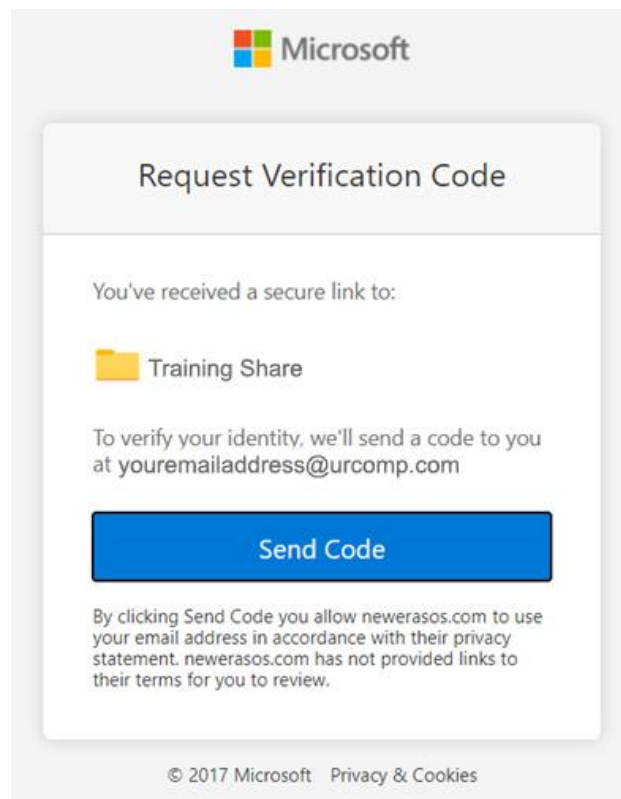 Microsoft
Request Verification Code
You've received a secure link to:
Training Share
To verify your identity, we'll send a code to you
at youremailaddress@urcomp.com
Send Code
By clicking Send Code you allow newerasos.com to use
your email address in accordance with their privacy
statement. newerasos.com has not provided links to
their terms for you to review.
© 2017 Microsoft Privacy & Cookies